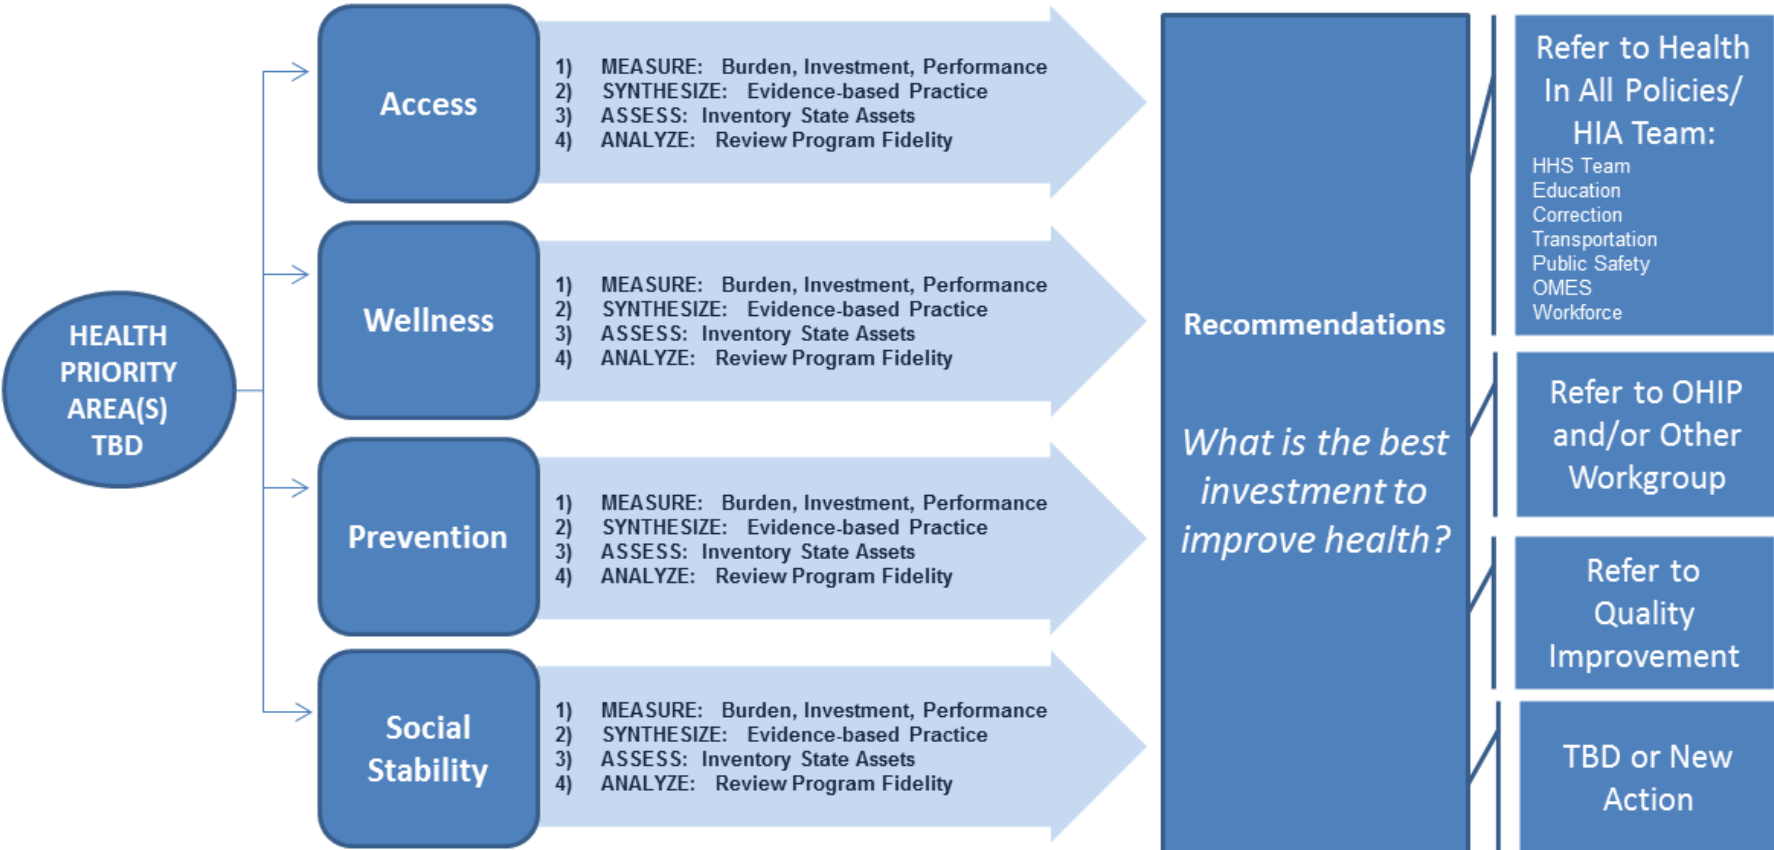 HEALTH
PRIORITY
AREA(S)
TBD
Access
1) MEASURE: Burden, Investment, Performance
2) SYNTHESIZE: Evidence-based Practice
3) ASSESS: Inventory State Assets
4) ANALYZE: Review Program Fidelity
Wellness
1) MEASURE: Burden, Investment, Performance
2) SYNTHESIZE: Evidence-based Practice
3) ASSESS: Inventory State Assets
4) ANALYZE: Review Program Fidelity
Prevention
1) MEASURE: Burden, Investment, Performance
2) SYNTHESIZE: Evidence-based Practice
3) ASSESS: Inventory State Assets
4) ANALYZE: Review Program Fidelity
Social
Stability
1) MEASURE: Burden, Investment, Performance
2) SYNTHESIZE: Evidence-based Practice
3) ASSESS: Inventory State Assets
4) ANALYZE: Review Program Fidelity
Recommendations
What is the best
investment to
improve health?
Refer to Health
In All Policies/
HIA Team:
HHS Team
Education
Correction
Transportation
Public Safety
OMES
Workforce
Refer to OHIP
and/or Other
Workgroup
Refer to
Quality
Improvement
TBD or New
Action